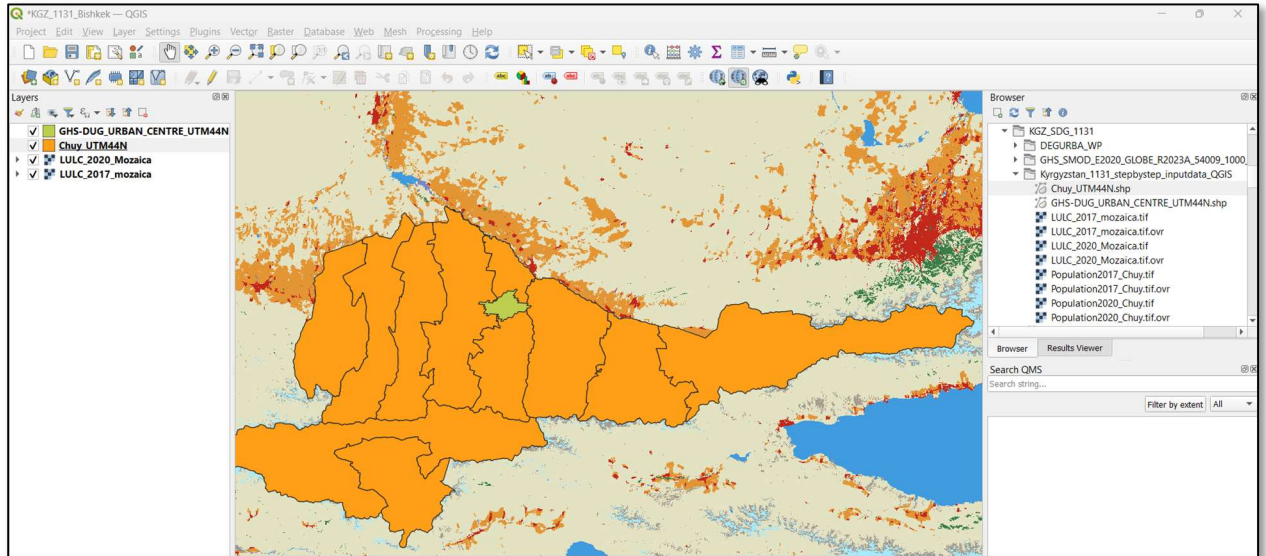 *KGZ_1131_Bishkek — QGIS
Project Edit View Layer Settings Plugins Vector Raster Database Web Mesh Processing Help
Layers
GHS-DUG_URBAN_CENTRE_UTM44N
Chuy_UTM44N
LULC_2020_Mozaica
LULC_2017_mozaica
Browser
KGZ_SDG_1131
DEGURBA_WP
GHS_SMOD_E2020_GLOBE_R2023A_54009_1000_
Kyrgyzstan_1131_stepbystep_inputdata_QGIS
Chuy_UTM44N.shp
GHS-DUG_URBAN_CENTRE_UTM44N.shp
LULC_2017_mozaica.tif
LULC_2017_mozaica.tif.ovr
LULC_2020_Mozaica.tif
LULC_2020_Mozaica.tif.ovr
Population2017_Chuy.tif
Population2017_Chuy.tif.ovr
Population2020_Chuy.tif
Population2020_Chuy.tif.ovr
Browser Results Viewer
Search QMS
Search string...
Filter by extent All